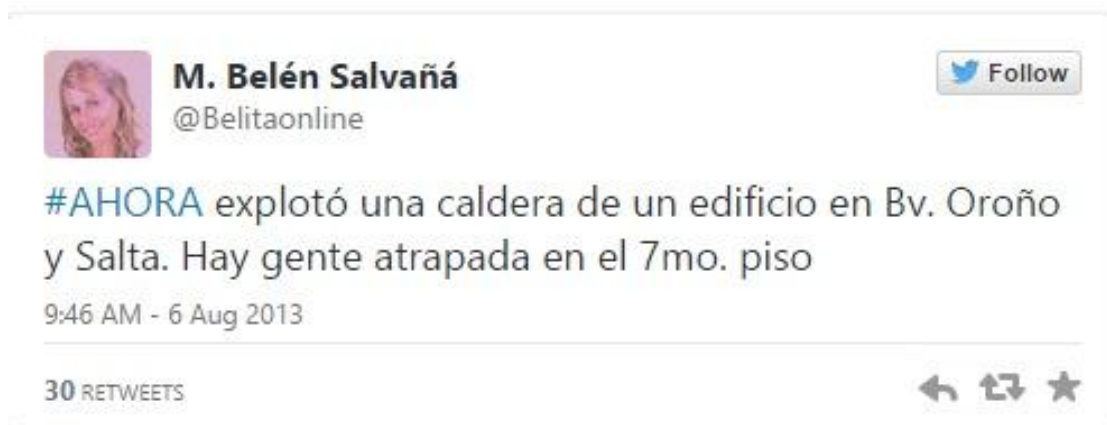 M. Belén Salvañá
@Belitaonline
Follow
#AHORA explotó una caldera de un edificio en Bv. Oroño
y Salta. Hay gente atrapada en el 7mo. piso
9:46 AM - 6 Aug 2013
30 RETWEETS